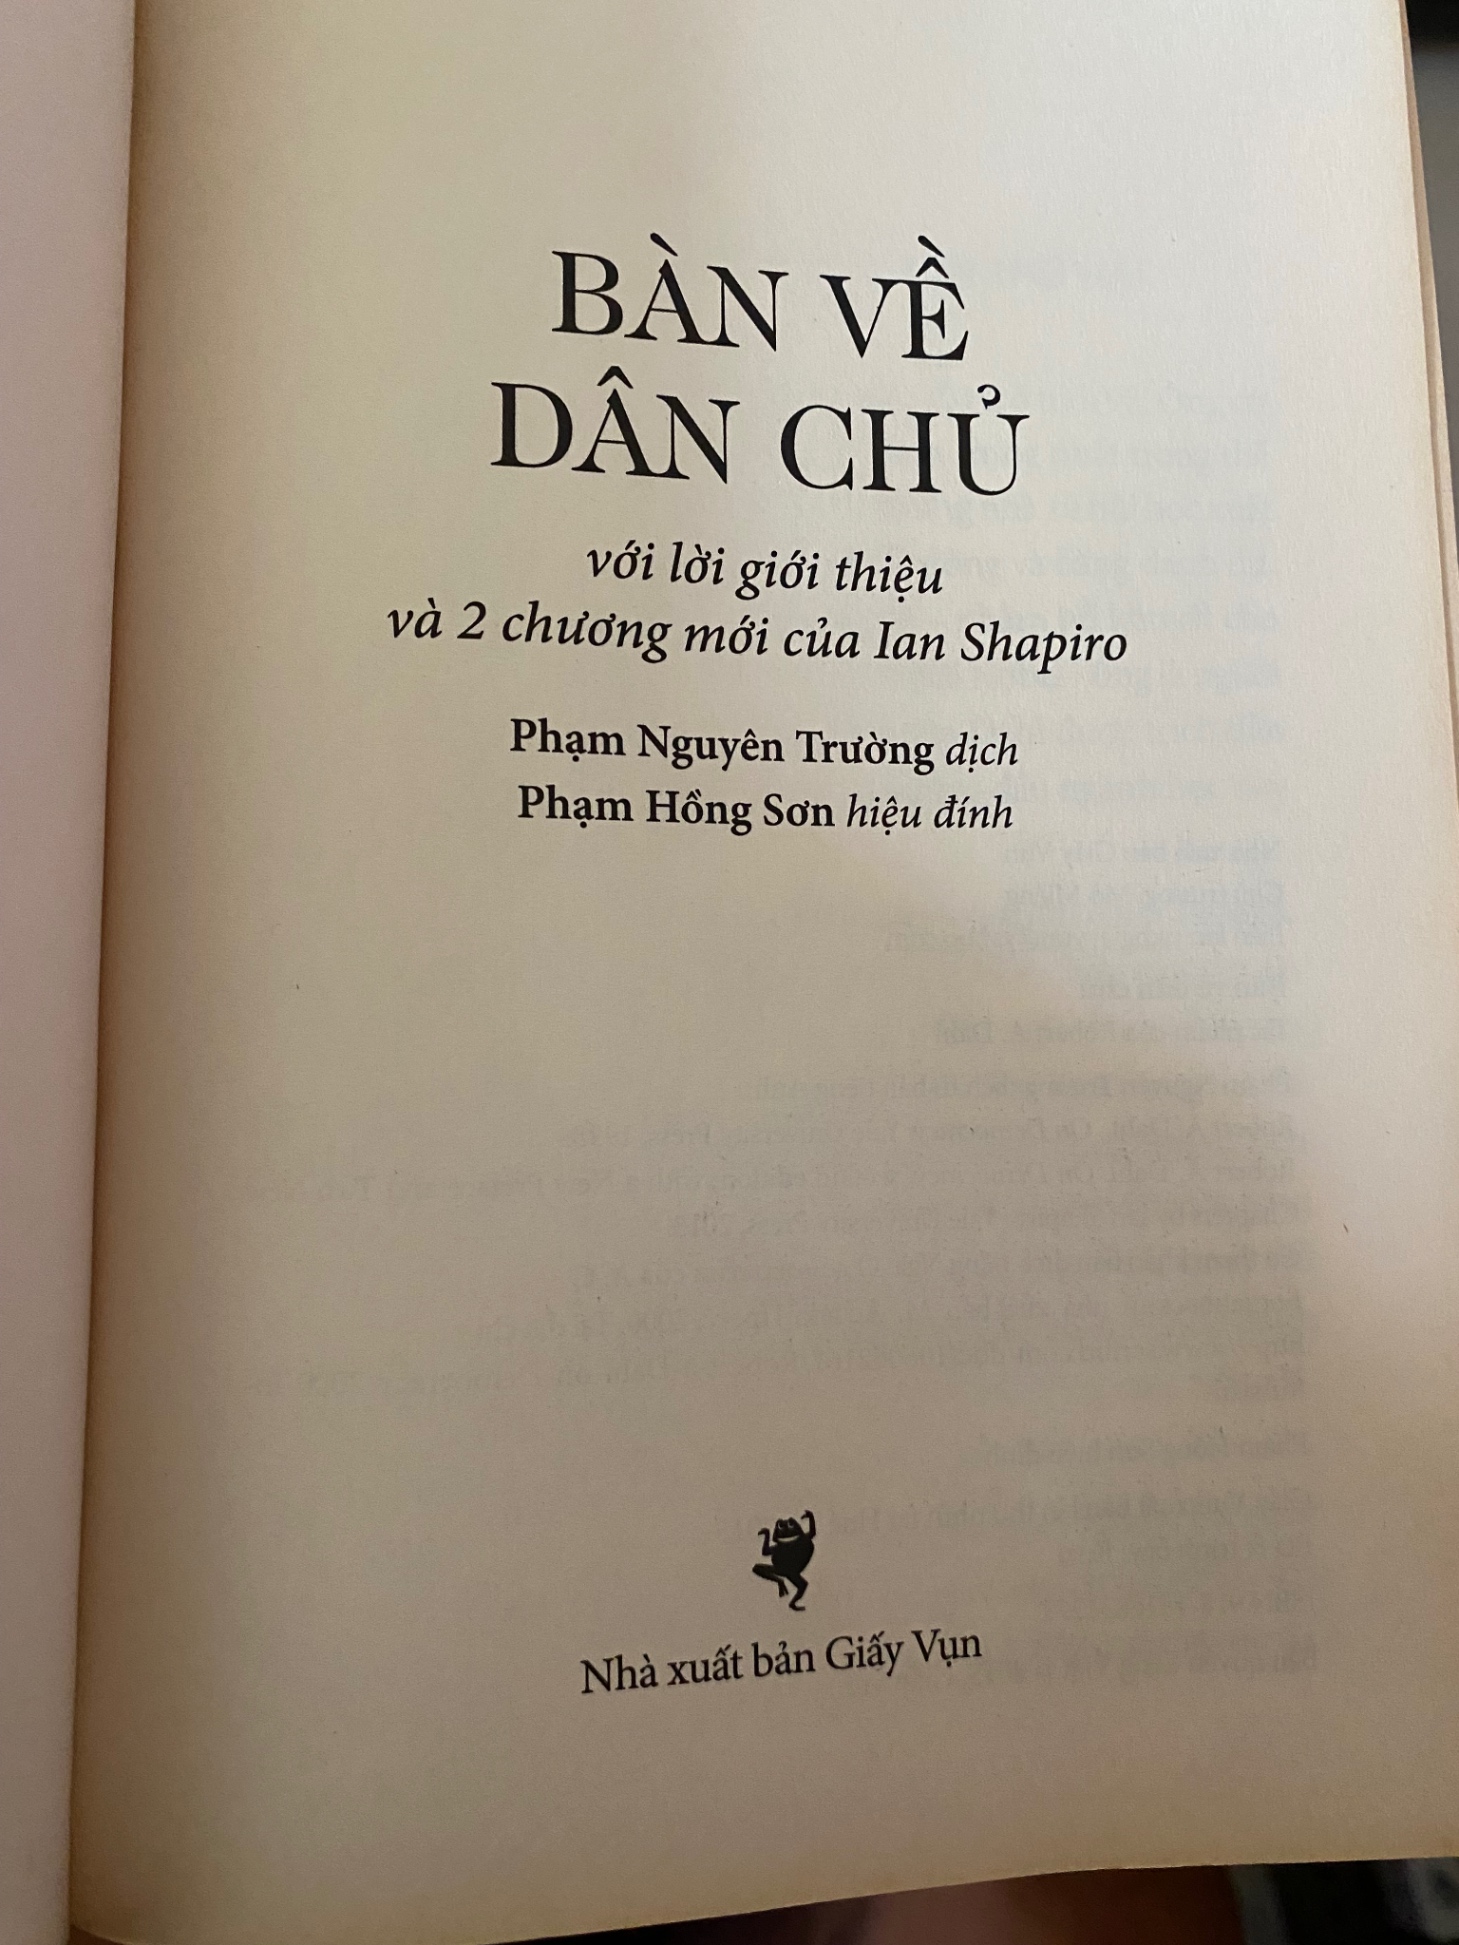 BÀN VỀ
DÂN CHỦ
với lời giới thiệu
và 2 chương mới của Ian Shapiro
Phạm Nguyên Trường dịch
Phạm Hồng Sơn hiệu đính
Nhà xuất bản Giấy Vụn